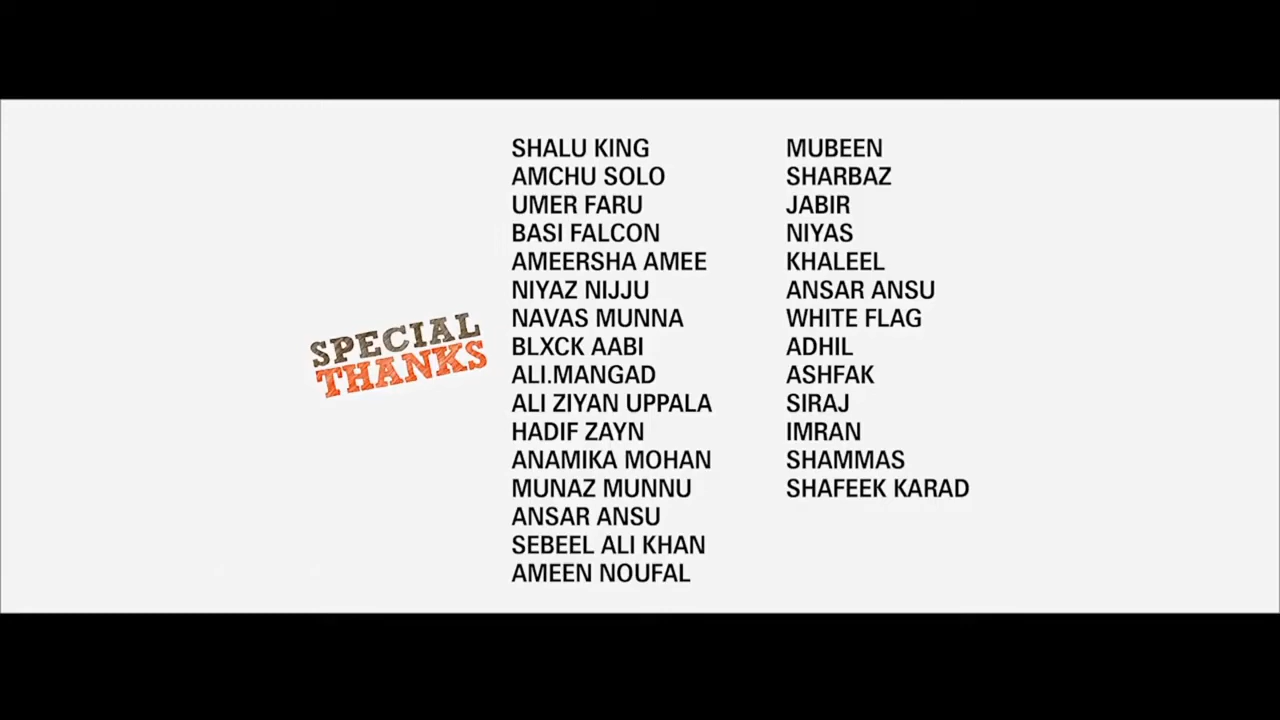 SPECIAL
THANKS
SHALU KING
AMCHU SOLO
UMER FARU
BASI FALCON
AMEERSHA AMEE
NIYAZ NIJJU
NAVAS MUNNA
BLXCK AABI
ALI.MANGAD
ALI ZIYAN UPPALA
HADIF ZAYN
ANAMIKA MOHAN
MUNAZ MUNNU
ANSAR ANSU
SEBEEL ALI KHAN
AMEEN NOUFAL
MUBEEN
SHARBAZ
JABIR
NIYAS
KHALEEL
ANSAR ANSU
WHITE FLAG
ADHIL
ASHFAK
SIRAJ
IMRAN
SHAMMAS
SHAFEEK KARAD